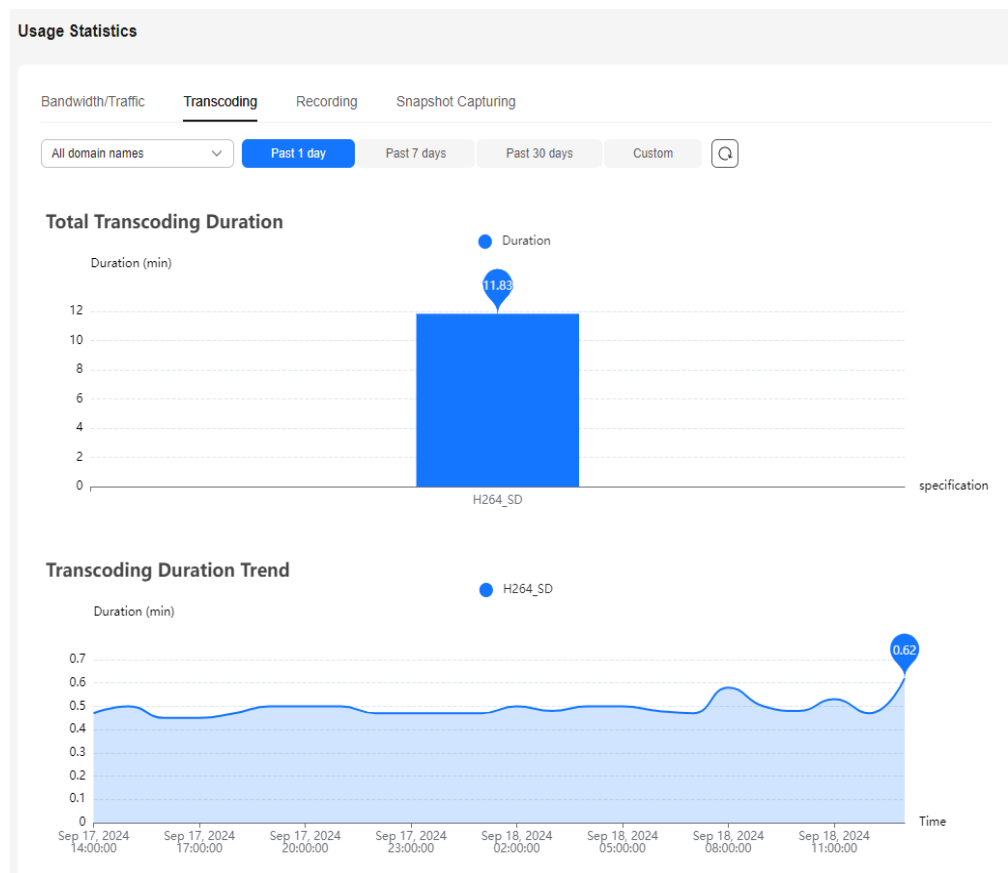 Usage Statistics
Bandwidth/Traffic Transcoding Recording Snapshot Capturing
All domain names Past 1 day Past 7 days Past 30 days Custom
Total Transcoding Duration
Duration
Duration (min)
11.83
12
10
8
6
4
2
0
specification
H264_SD
Transcoding Duration Trend
H264_SD
Duration (min)
0.62
0.7
0.6
0.5
0.4
0.3
0.2
0.1
0
Time
Sep 17, 2024 Sep 17, 2024 Sep 17, 2024 Sep 17, 2024 Sep 18, 2024 Sep 18, 2024 Sep 18, 2024 Sep 18, 2024
14:00:00 17:00:00 20:00:00 23:00:00 02:00:00 05:00:00 08:00:00 11:00:00